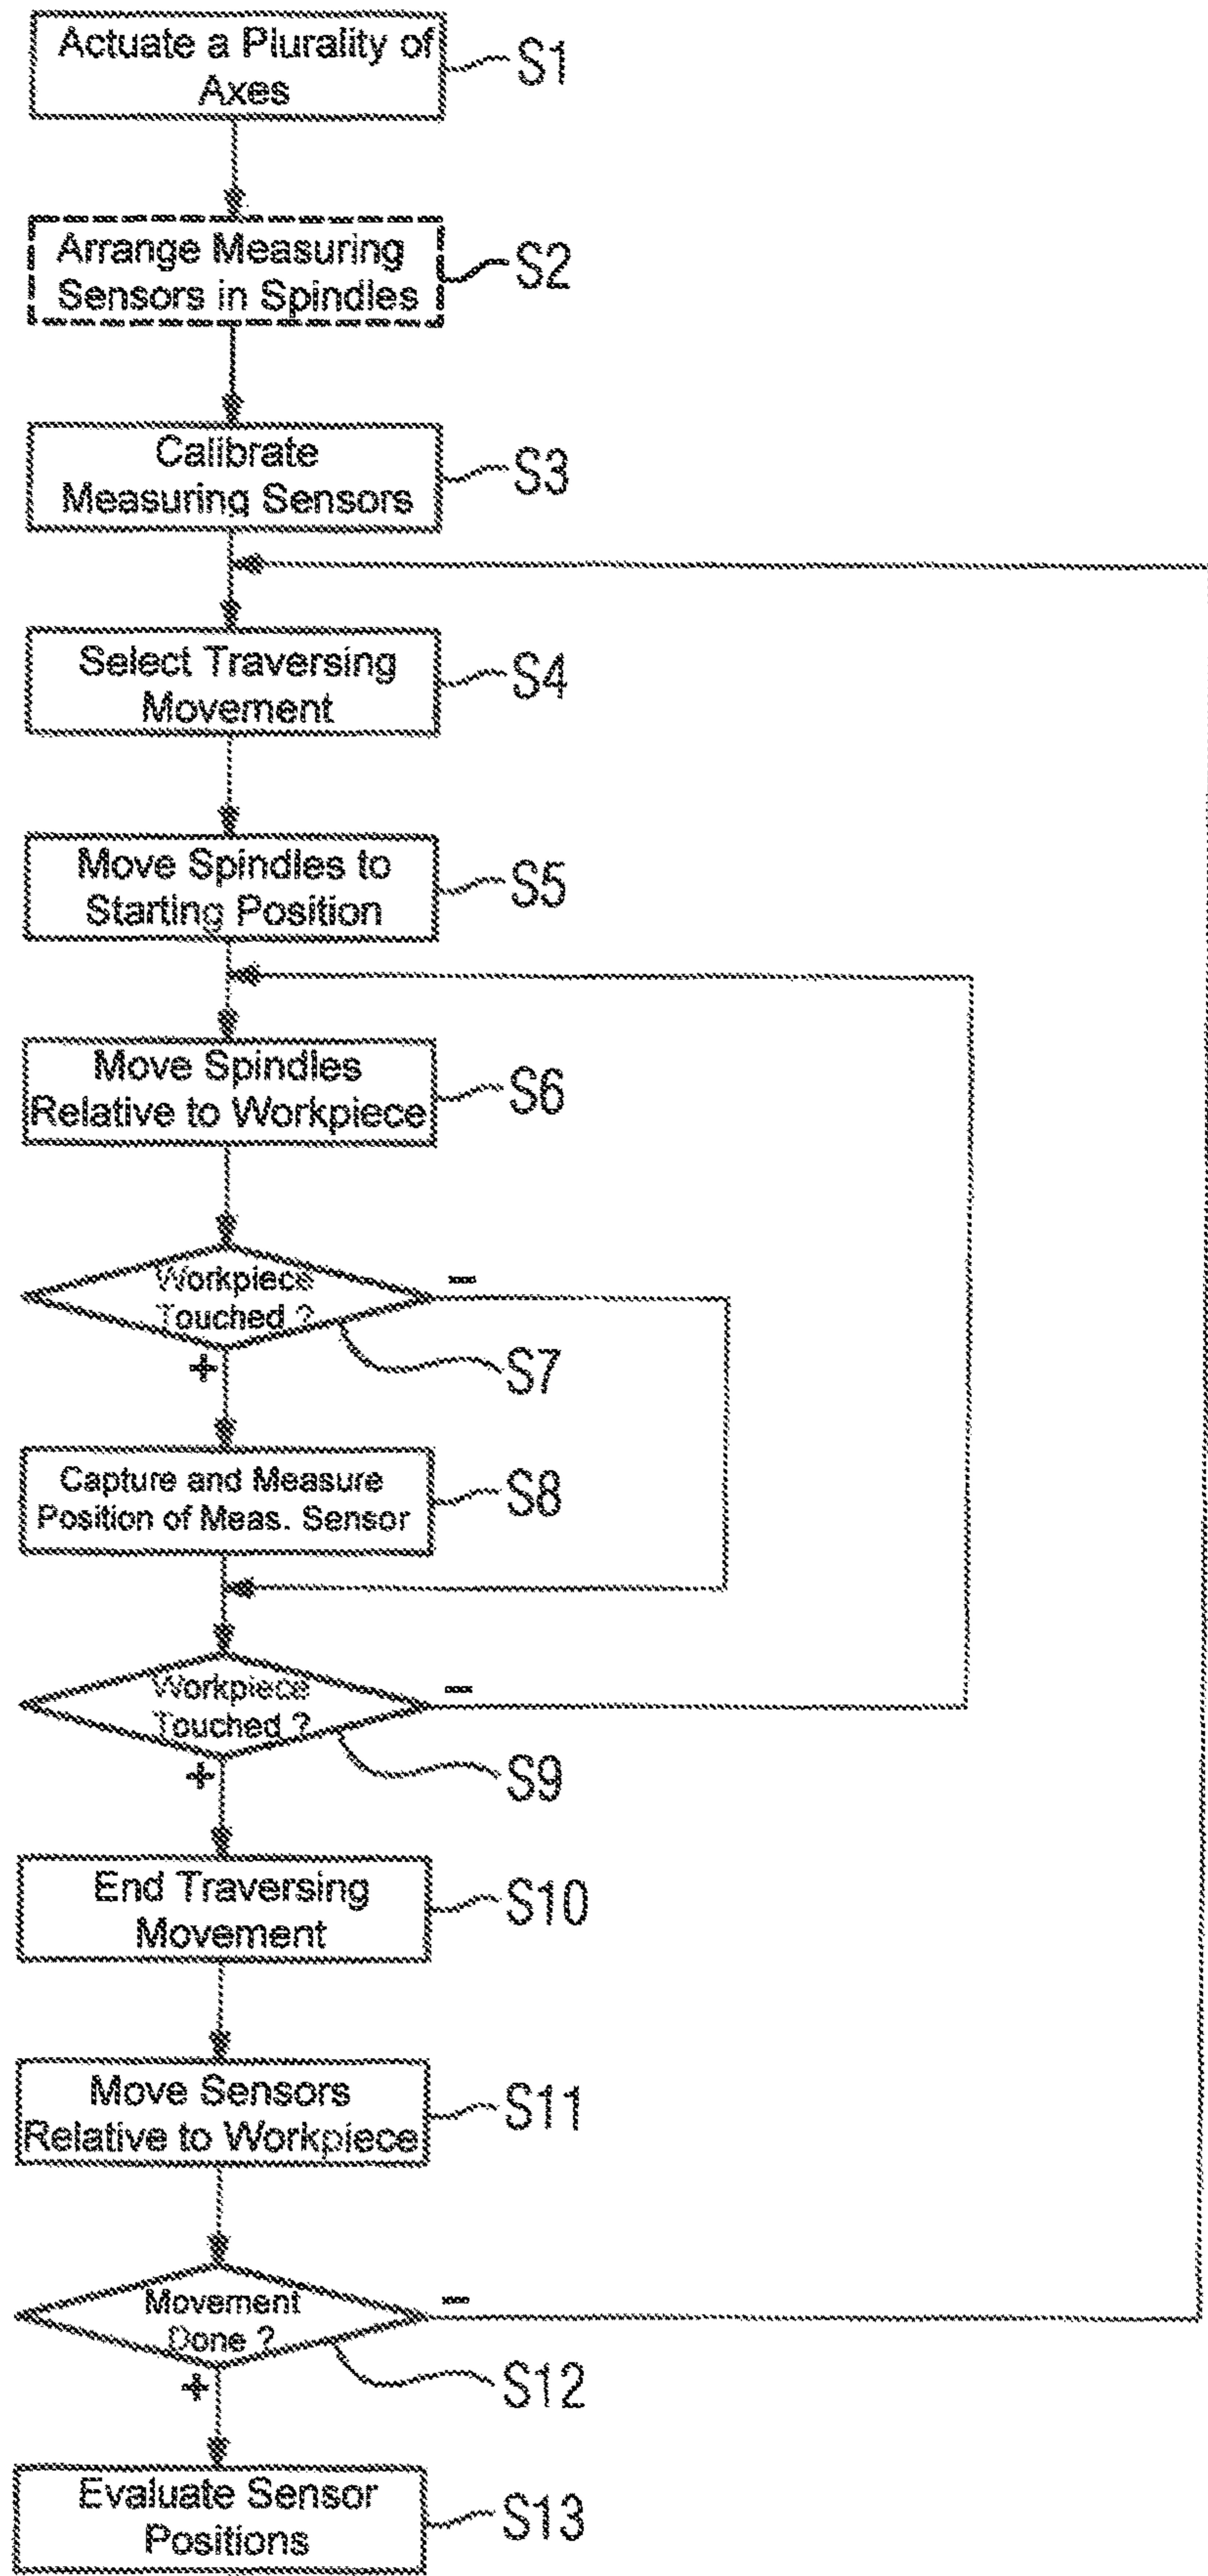 Actuate a Plurality of
Axes
S1
Arrange Measuring
Sensors in Spindles
S2
Calibrate
Measuring Sensors
S3
Select Traversing
Movement
S4
Move Spindles to
Starting Position
S5
Move Spindles
Relative to Workpiece
S6
Workpiece
Touched ?
—
+
S7
Capture and Measure
Position of Meas. Sensor
S8
Workpiece
Touched ?
—
+
S9
End Traversing
Movement
S10
Move Sensors
Relative to Workpiece
S11
Movement
Done ?
—
+
S12
Evaluate Sensor
Positions
S13